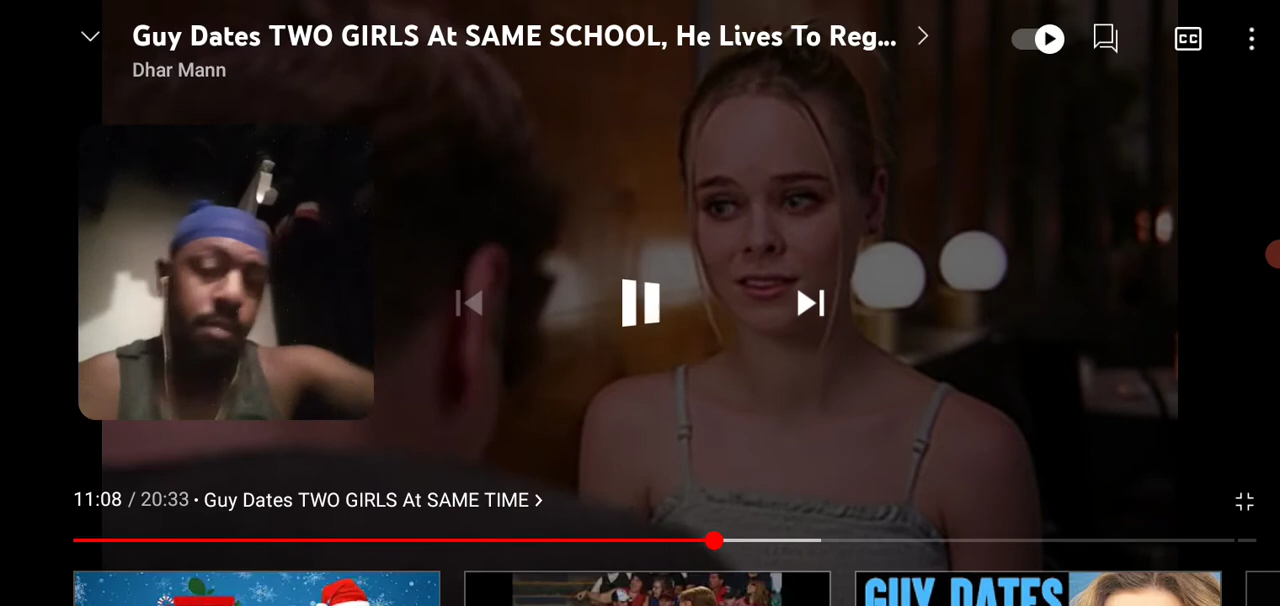 Guy Dates TWO GIRLS At SAME SCHOOL, He Lives To Reg...
Dhar Mann
CC
11:08 / 20:33 · Guy Dates TWO GIRLS At SAME TIME >
GUY DATES